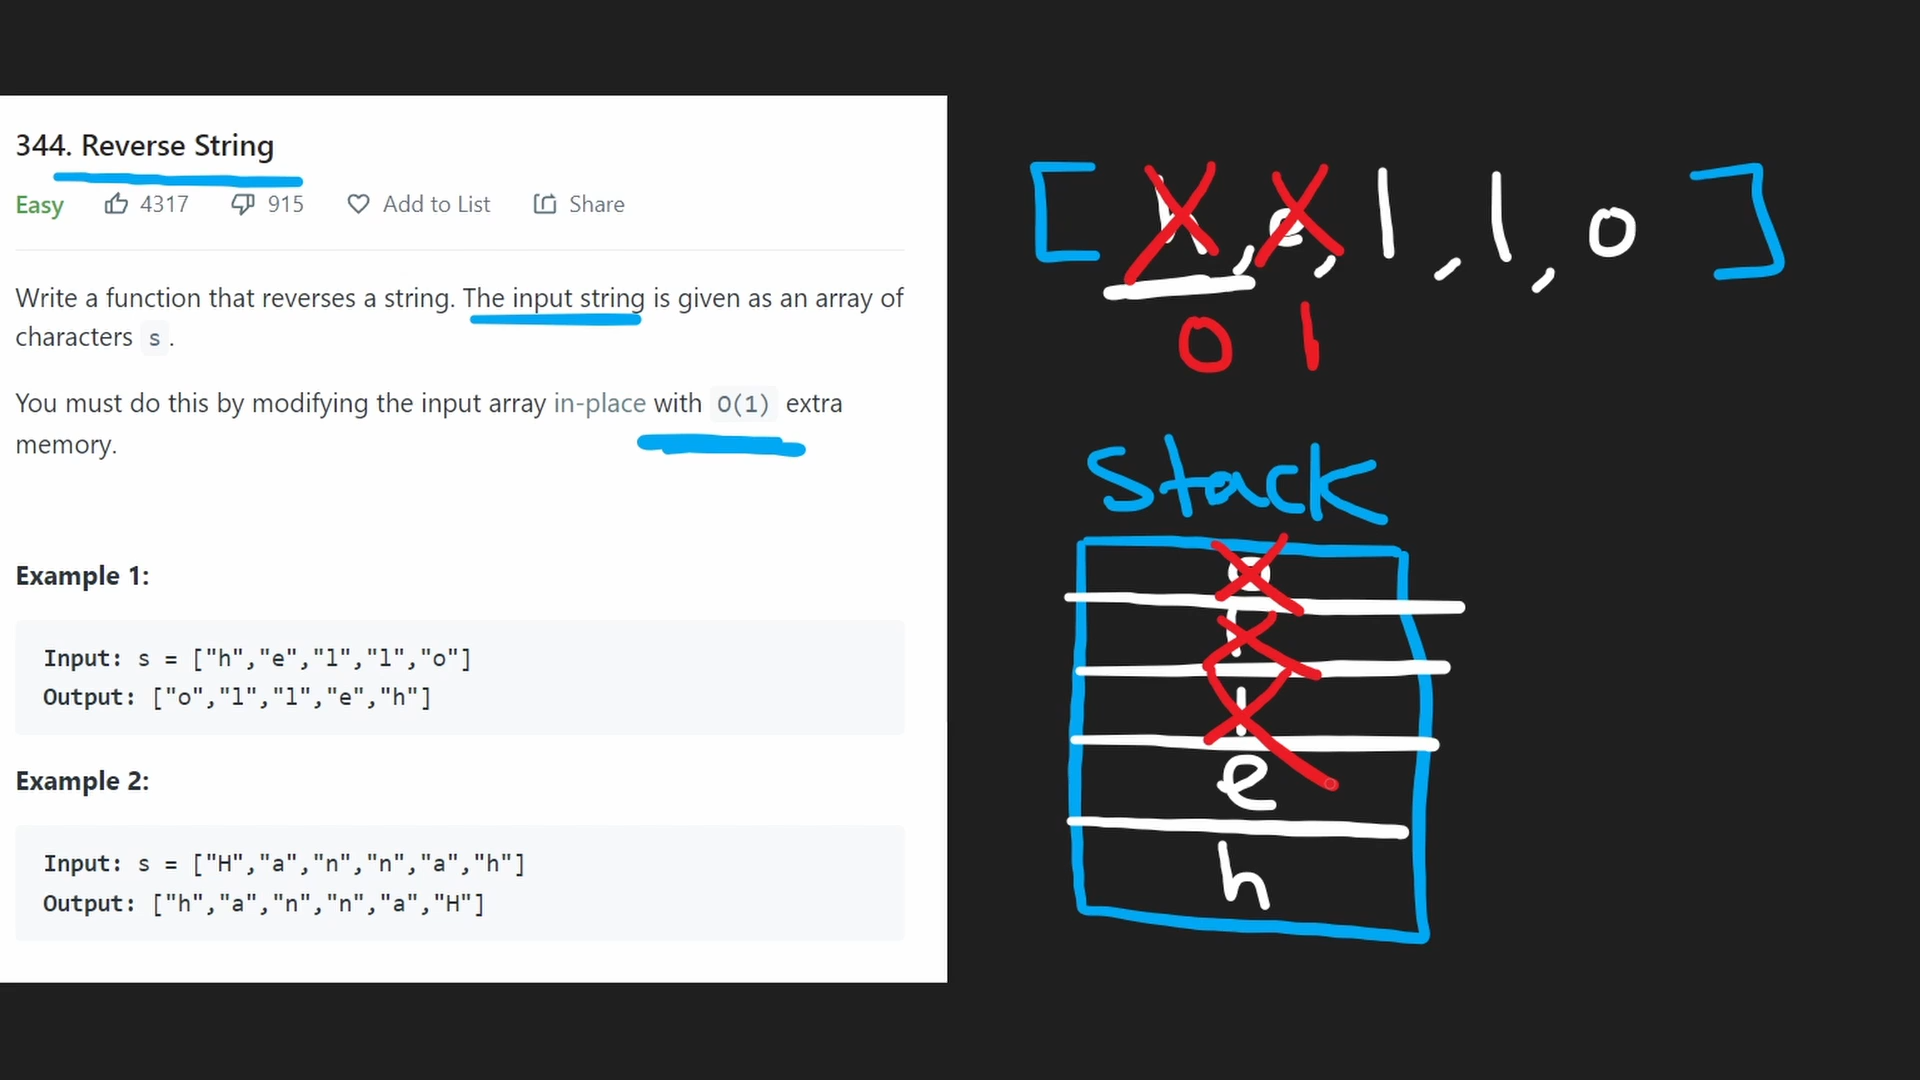 344. Reverse String
Easy 4317 915 Add to List Share
Write a function that reverses a string. The input string is given as an array of
characters s .
You must do this by modifying the input array in-place with O(1) extra
memory.
Example 1:
Input: s = ["h","e","l","l","o"]
Output: ["o","l","l","e","h"]
Example 2:
Input: s = ["H","a","n","n","a","h"]
Output: ["h","a","n","n","a","H"]
[ h , e , l , l , o ]
o l
Stack
o
l
l
e
h